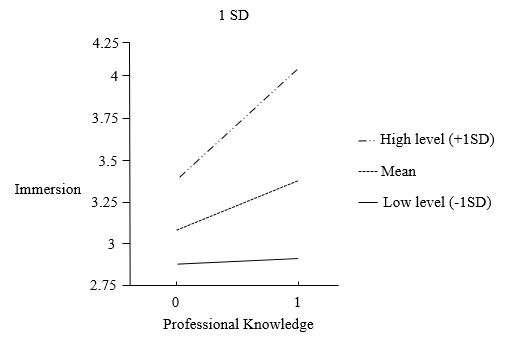 1 SD
4.25
4
3.75
3.5
3.25
3
2.75
Immersion
0 1
Professional Knowledge
High level (+1SD)
Mean
Low level (-1SD)